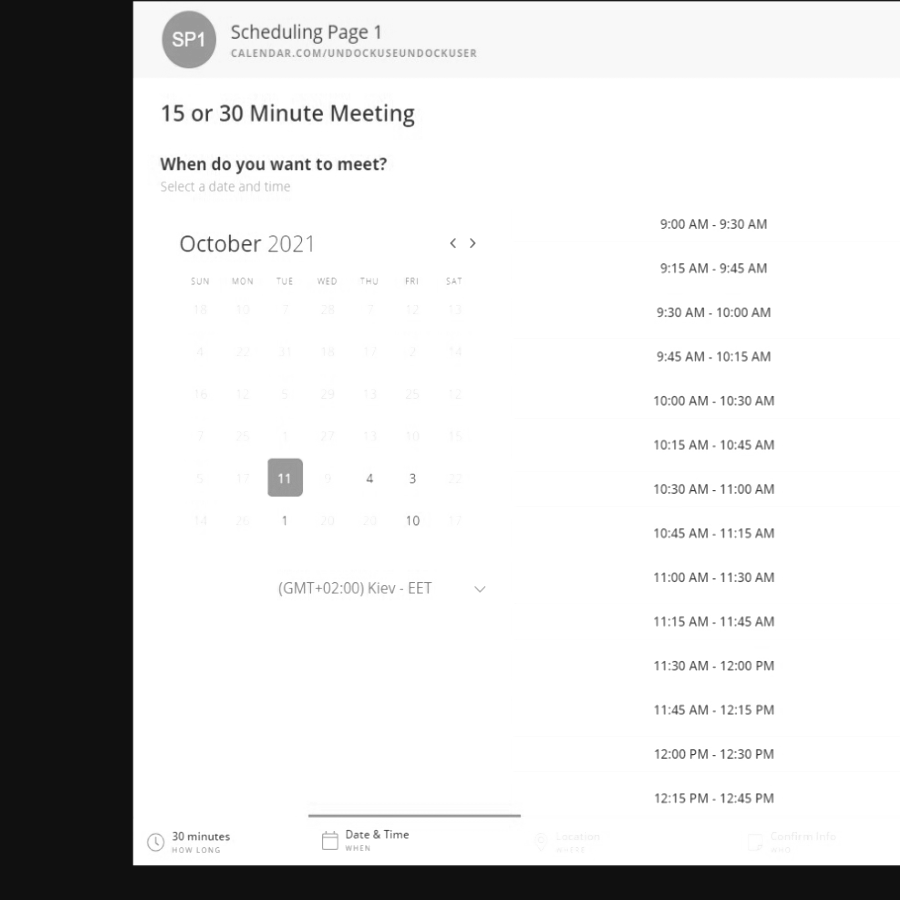 SP1
Scheduling Page 1
CALENDAR.COM/UNDOCKUSEUNDOCKUSER
15 or 30 Minute Meeting
When do you want to meet?
Select a date and time
October 2021
SUN MON TUE WED THU FRI SAT
18 19 7 28 12 13
4 22 31 18 17 2 14
16 12 5 29 13 25 12
7 26 1 27 13 10 15
11 9 4 3 22
14 26 1 20 20 10 17
(GMT+02:00) Kiev - EET
9:00 AM - 9:30 AM
9:15 AM - 9:45 AM
9:30 AM - 10:00 AM
9:45 AM - 10:15 AM
10:00 AM - 10:30 AM
10:15 AM - 10:45 AM
10:30 AM - 11:00 AM
10:45 AM - 11:15 AM
11:00 AM - 11:30 AM
11:15 AM - 11:45 AM
11:30 AM - 12:00 PM
11:45 AM - 12:15 PM
12:00 PM - 12:30 PM
12:15 PM - 12:45 PM
30 minutes
HOW LONG
Date & Time
WHEN
Location
WHERE
Confirm Info
WHO